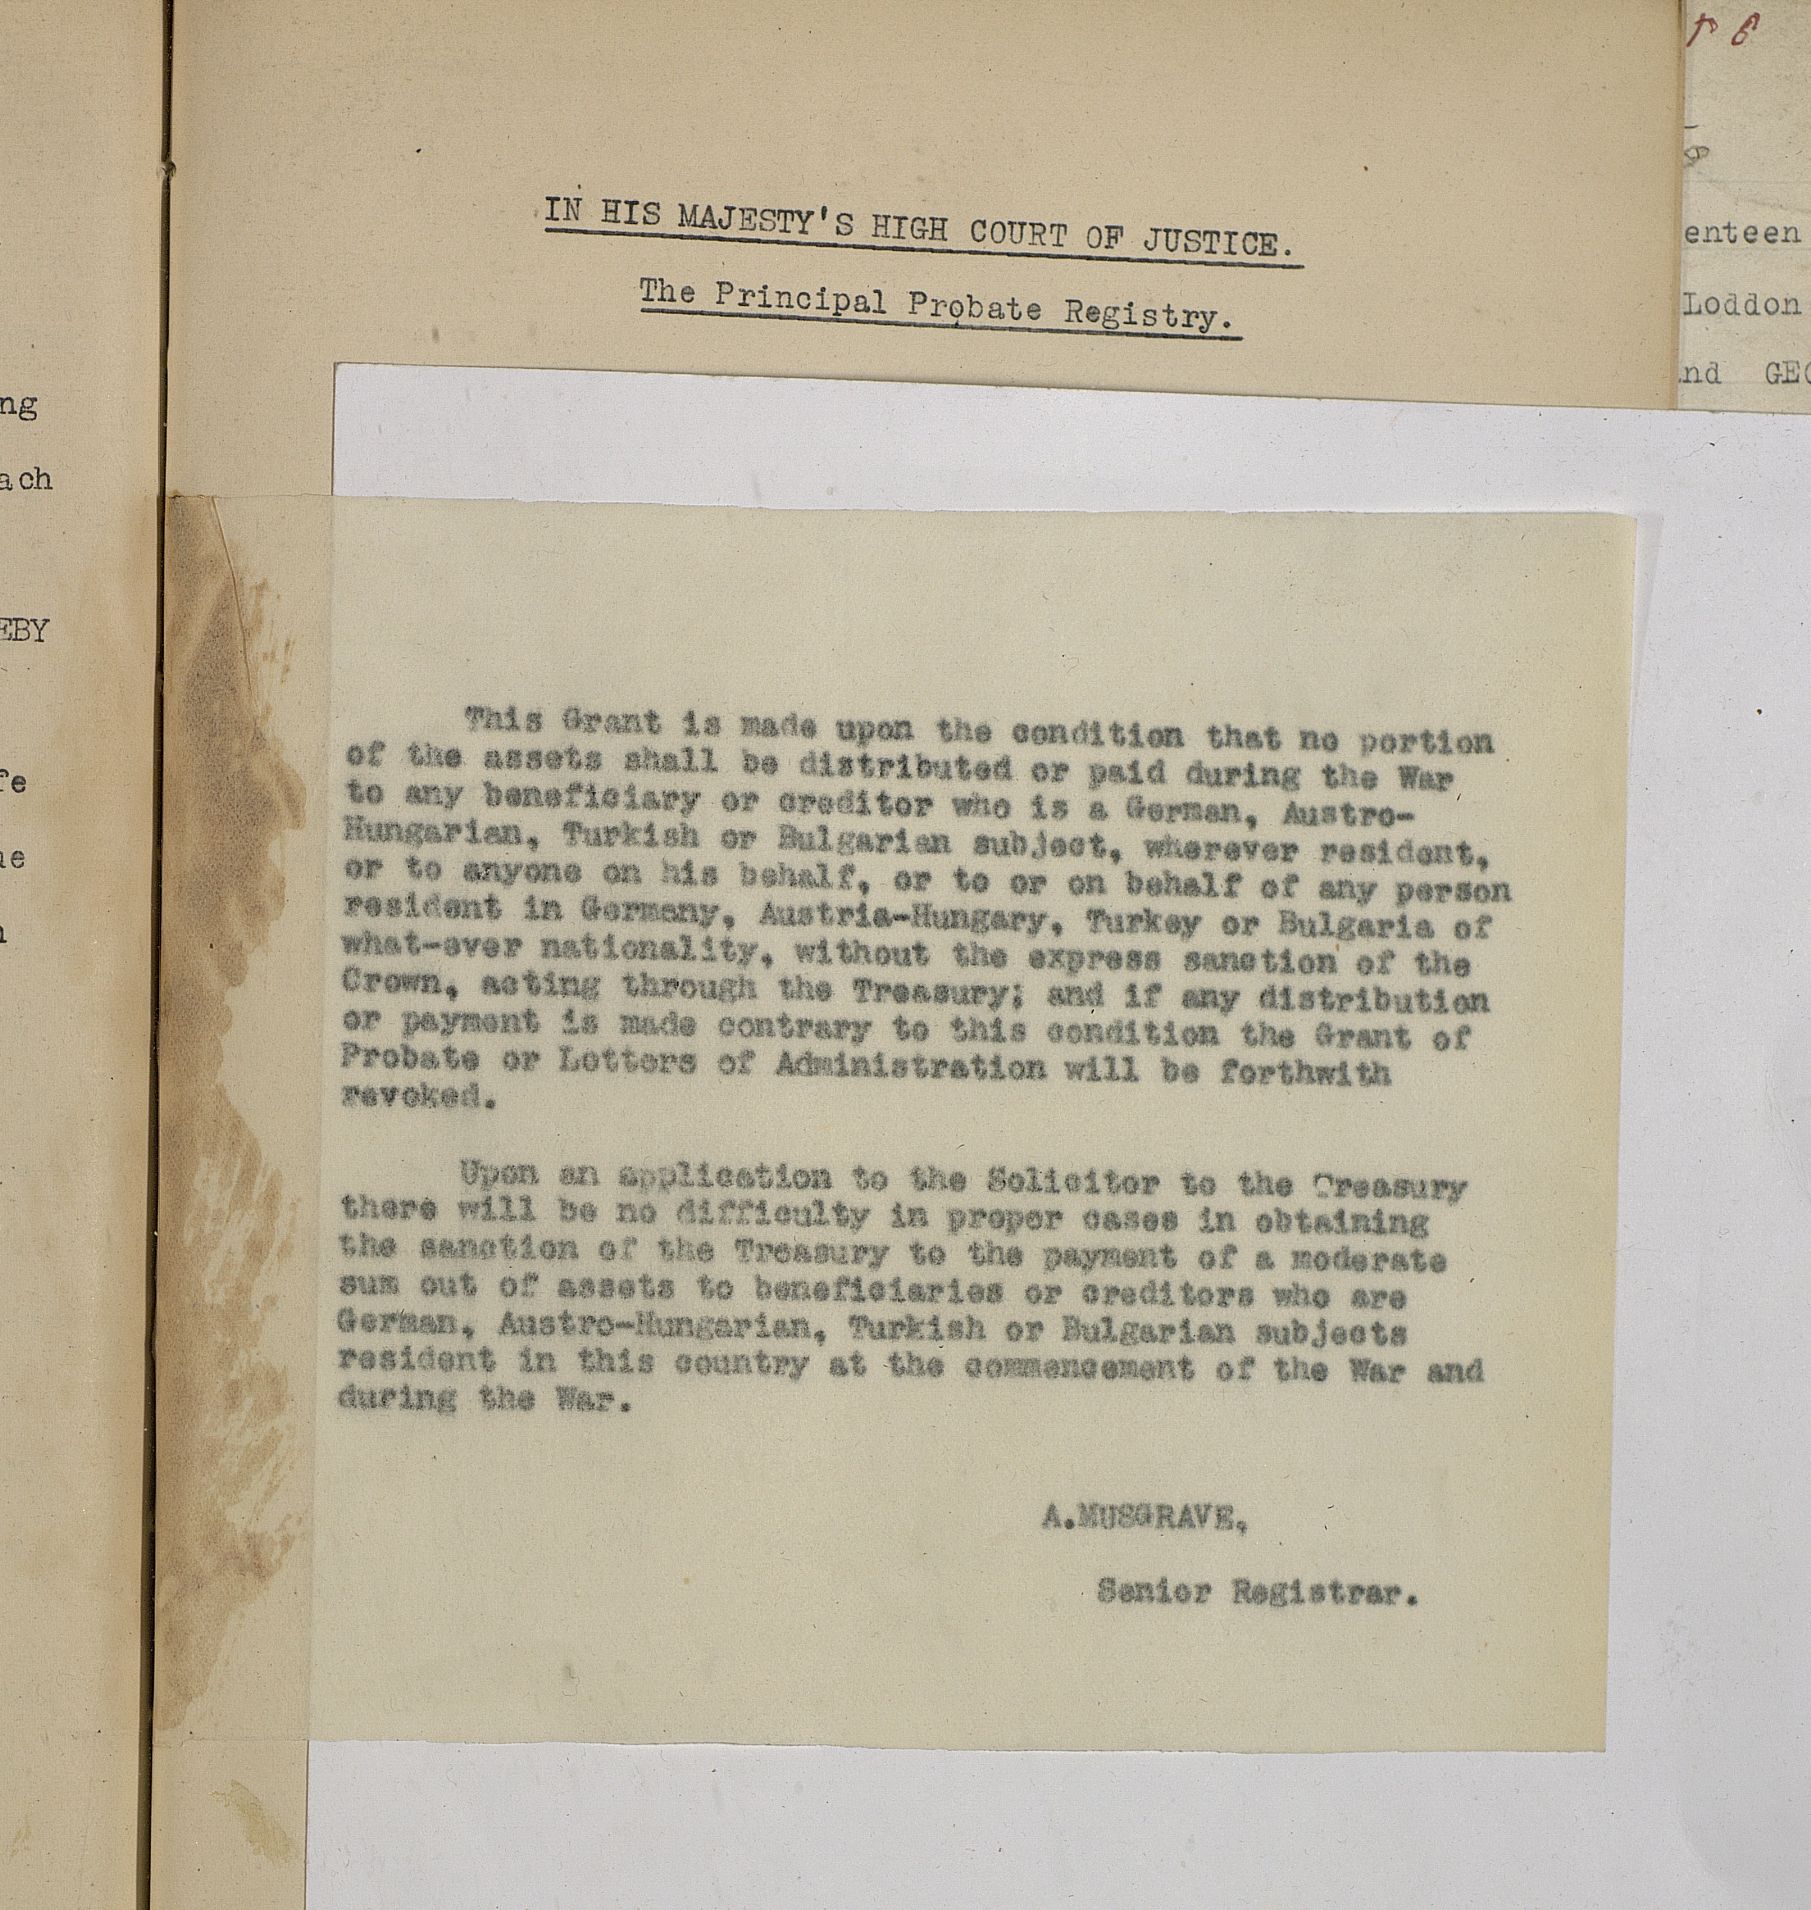 IN HIS MAJESTY'S HIGH COURT OF JUSTICE.
The Principal Probate Registry.
This Grant is made upon the condition that no portion
of the assets shall be distributed or paid during the War
to any beneficiary or creditor who is a German, Austro-
Hungarian, Turkish or Bulgarian subject, wherever resident,
or to anyone on his behalf, or to or on behalf of any person
resident in Germany, Austria-Hungary, Turkey or Bulgaria of
what-ever nationality, without the express sanction of the
Crown, acting through the Treasury; and if any distribution
or payment is made contrary to this condition the Grant of
Probate or Letters of Administration will be forthwith
revoked.
Upon an application to the Solicitor to the Treasury
there will be no difficulty in proper cases in obtaining
the sanction of the Treasury to the payment of a moderate
sum out of assets to beneficiaries or creditors who are
German, Austro-Hungarian, Turkish or Bulgarian subjects
resident in this country at the commencement of the War and
during the War.
A.MUSGRAVE,
Senior Registrar.
ng
ach
EBY
fe
ue
enteen
Loddon
nd GEO